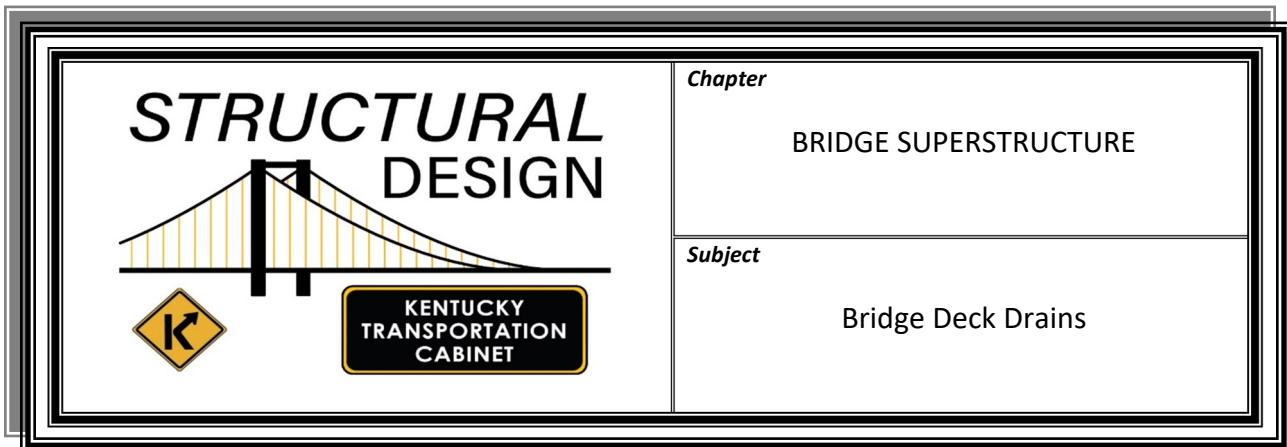 STRUCTURAL
DESIGN
K
KENTUCKY
TRANSPORTATION
CABINET
Chapter
BRIDGE SUPERSTRUCTURE
Subject
Bridge Deck Drains